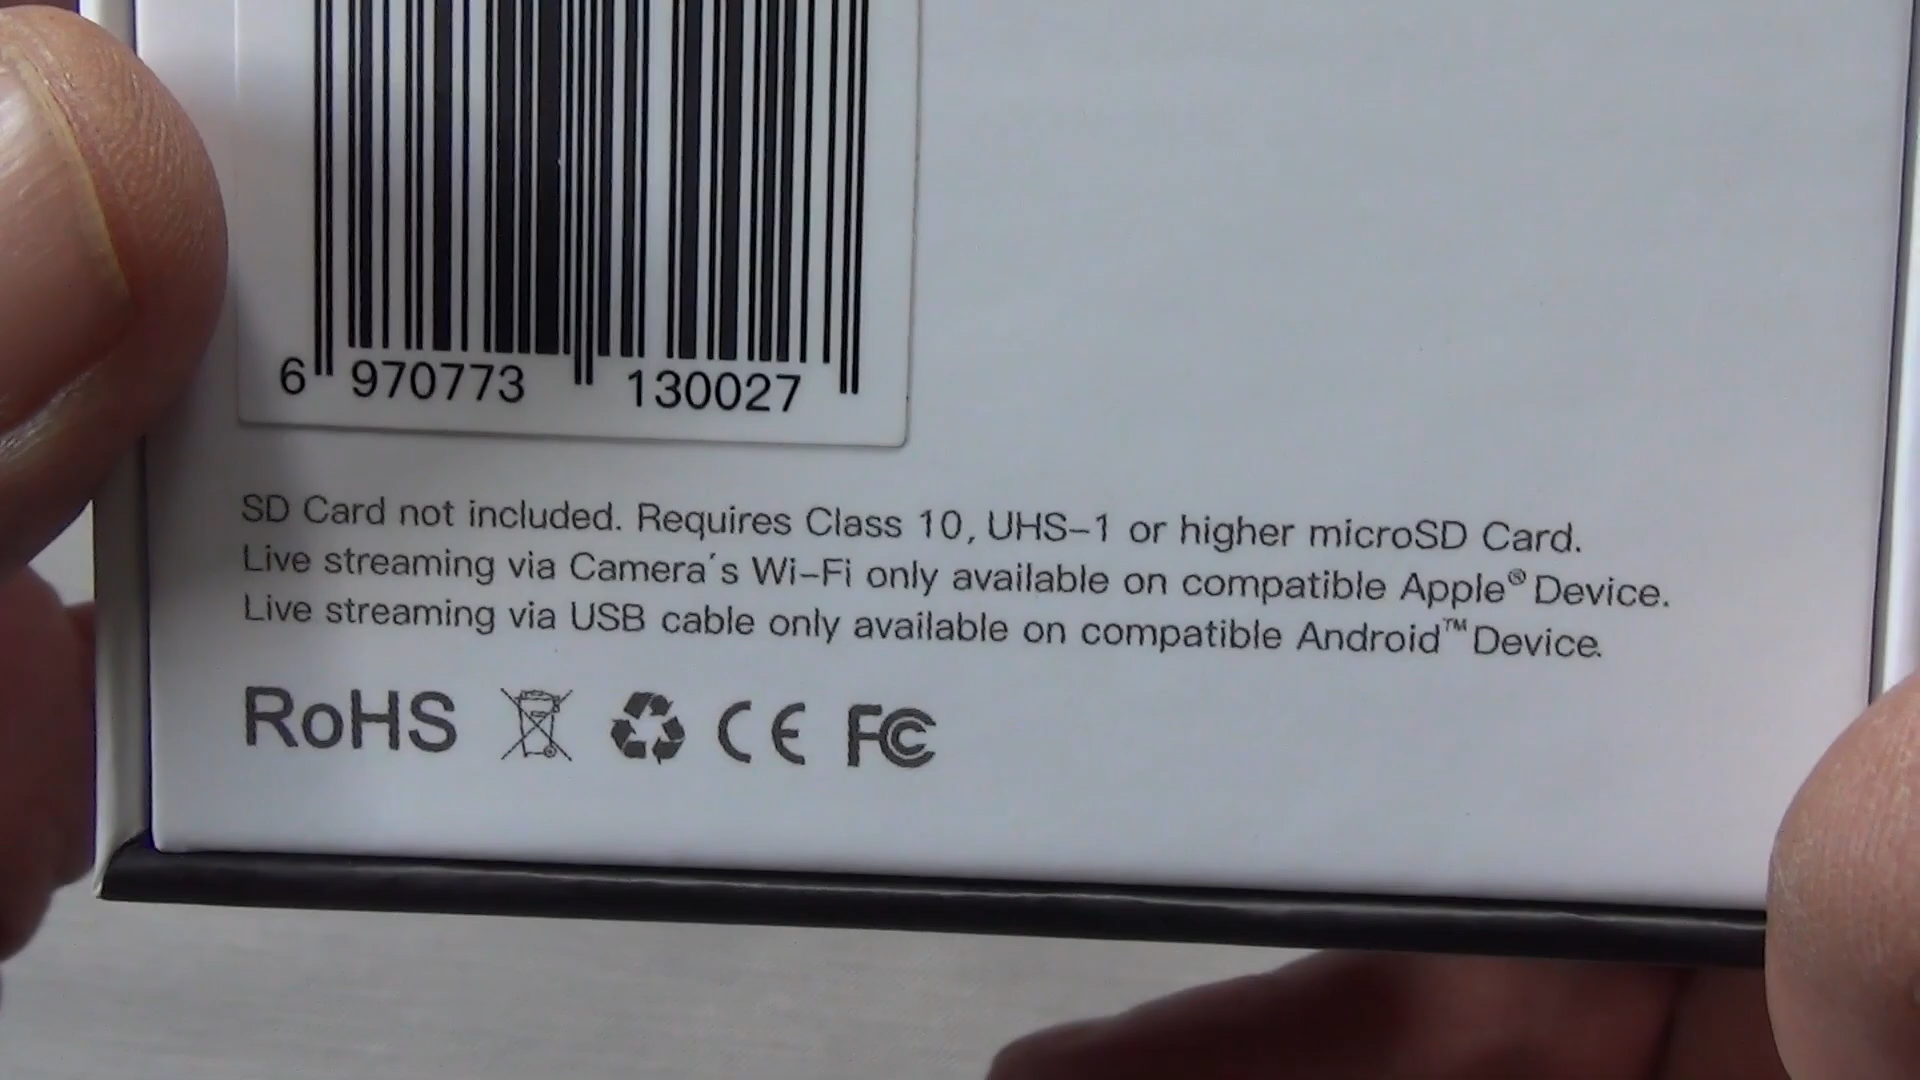 6 970773 130027
SD Card not included. Requires Class 10, UHS-1 or higher microSD Card.
Live streaming via Camera´s Wi-Fi only available on compatible Apple® Device.
Live streaming via USB cable only available on compatible Android™ Device.
RoHS CE FC